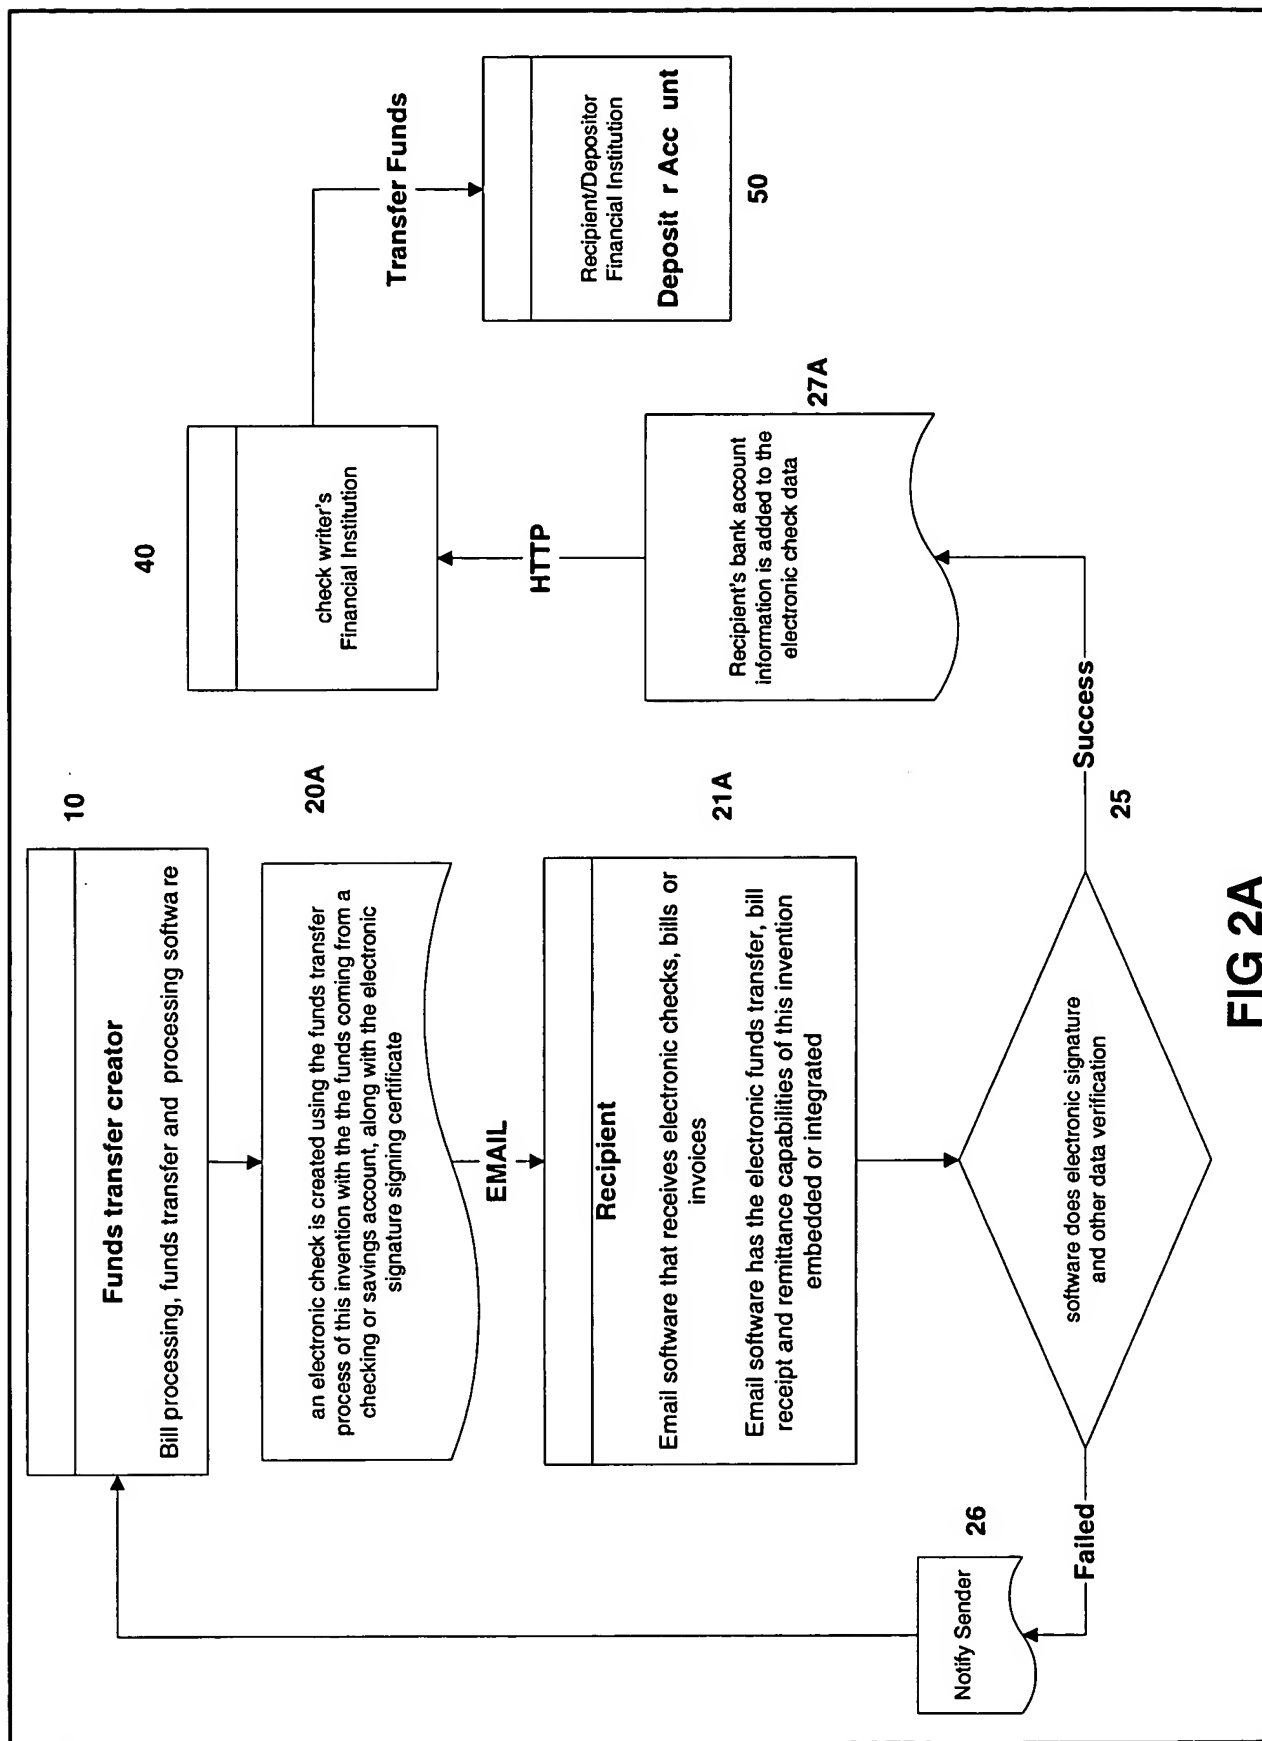 10
Funds transfer creator
Bill processing, funds transfer and processing softwa re
20A
an electronic check is created using the funds transfer
process of this invention with the the funds coming from a
checking or savings account, along with the electronic
signature signing certificate
EMAIL
21A
Recipient
Email software that receives electronic checks, bills or
invoices
Email software has the electronic funds transfer, bill
receipt and remittance capabilities of this invention
embedded or integrated
25
software does electronic signature
and other data verification
Failed
26
Notify Sender
Success
27A
Recipient's bank account
information is added to the
electronic check data
HTTP
40
check writer's
Financial Institution
Transfer Funds
Recipient/Depositor
Financial Institution
Deposit r Acc unt
50
FIG 2A